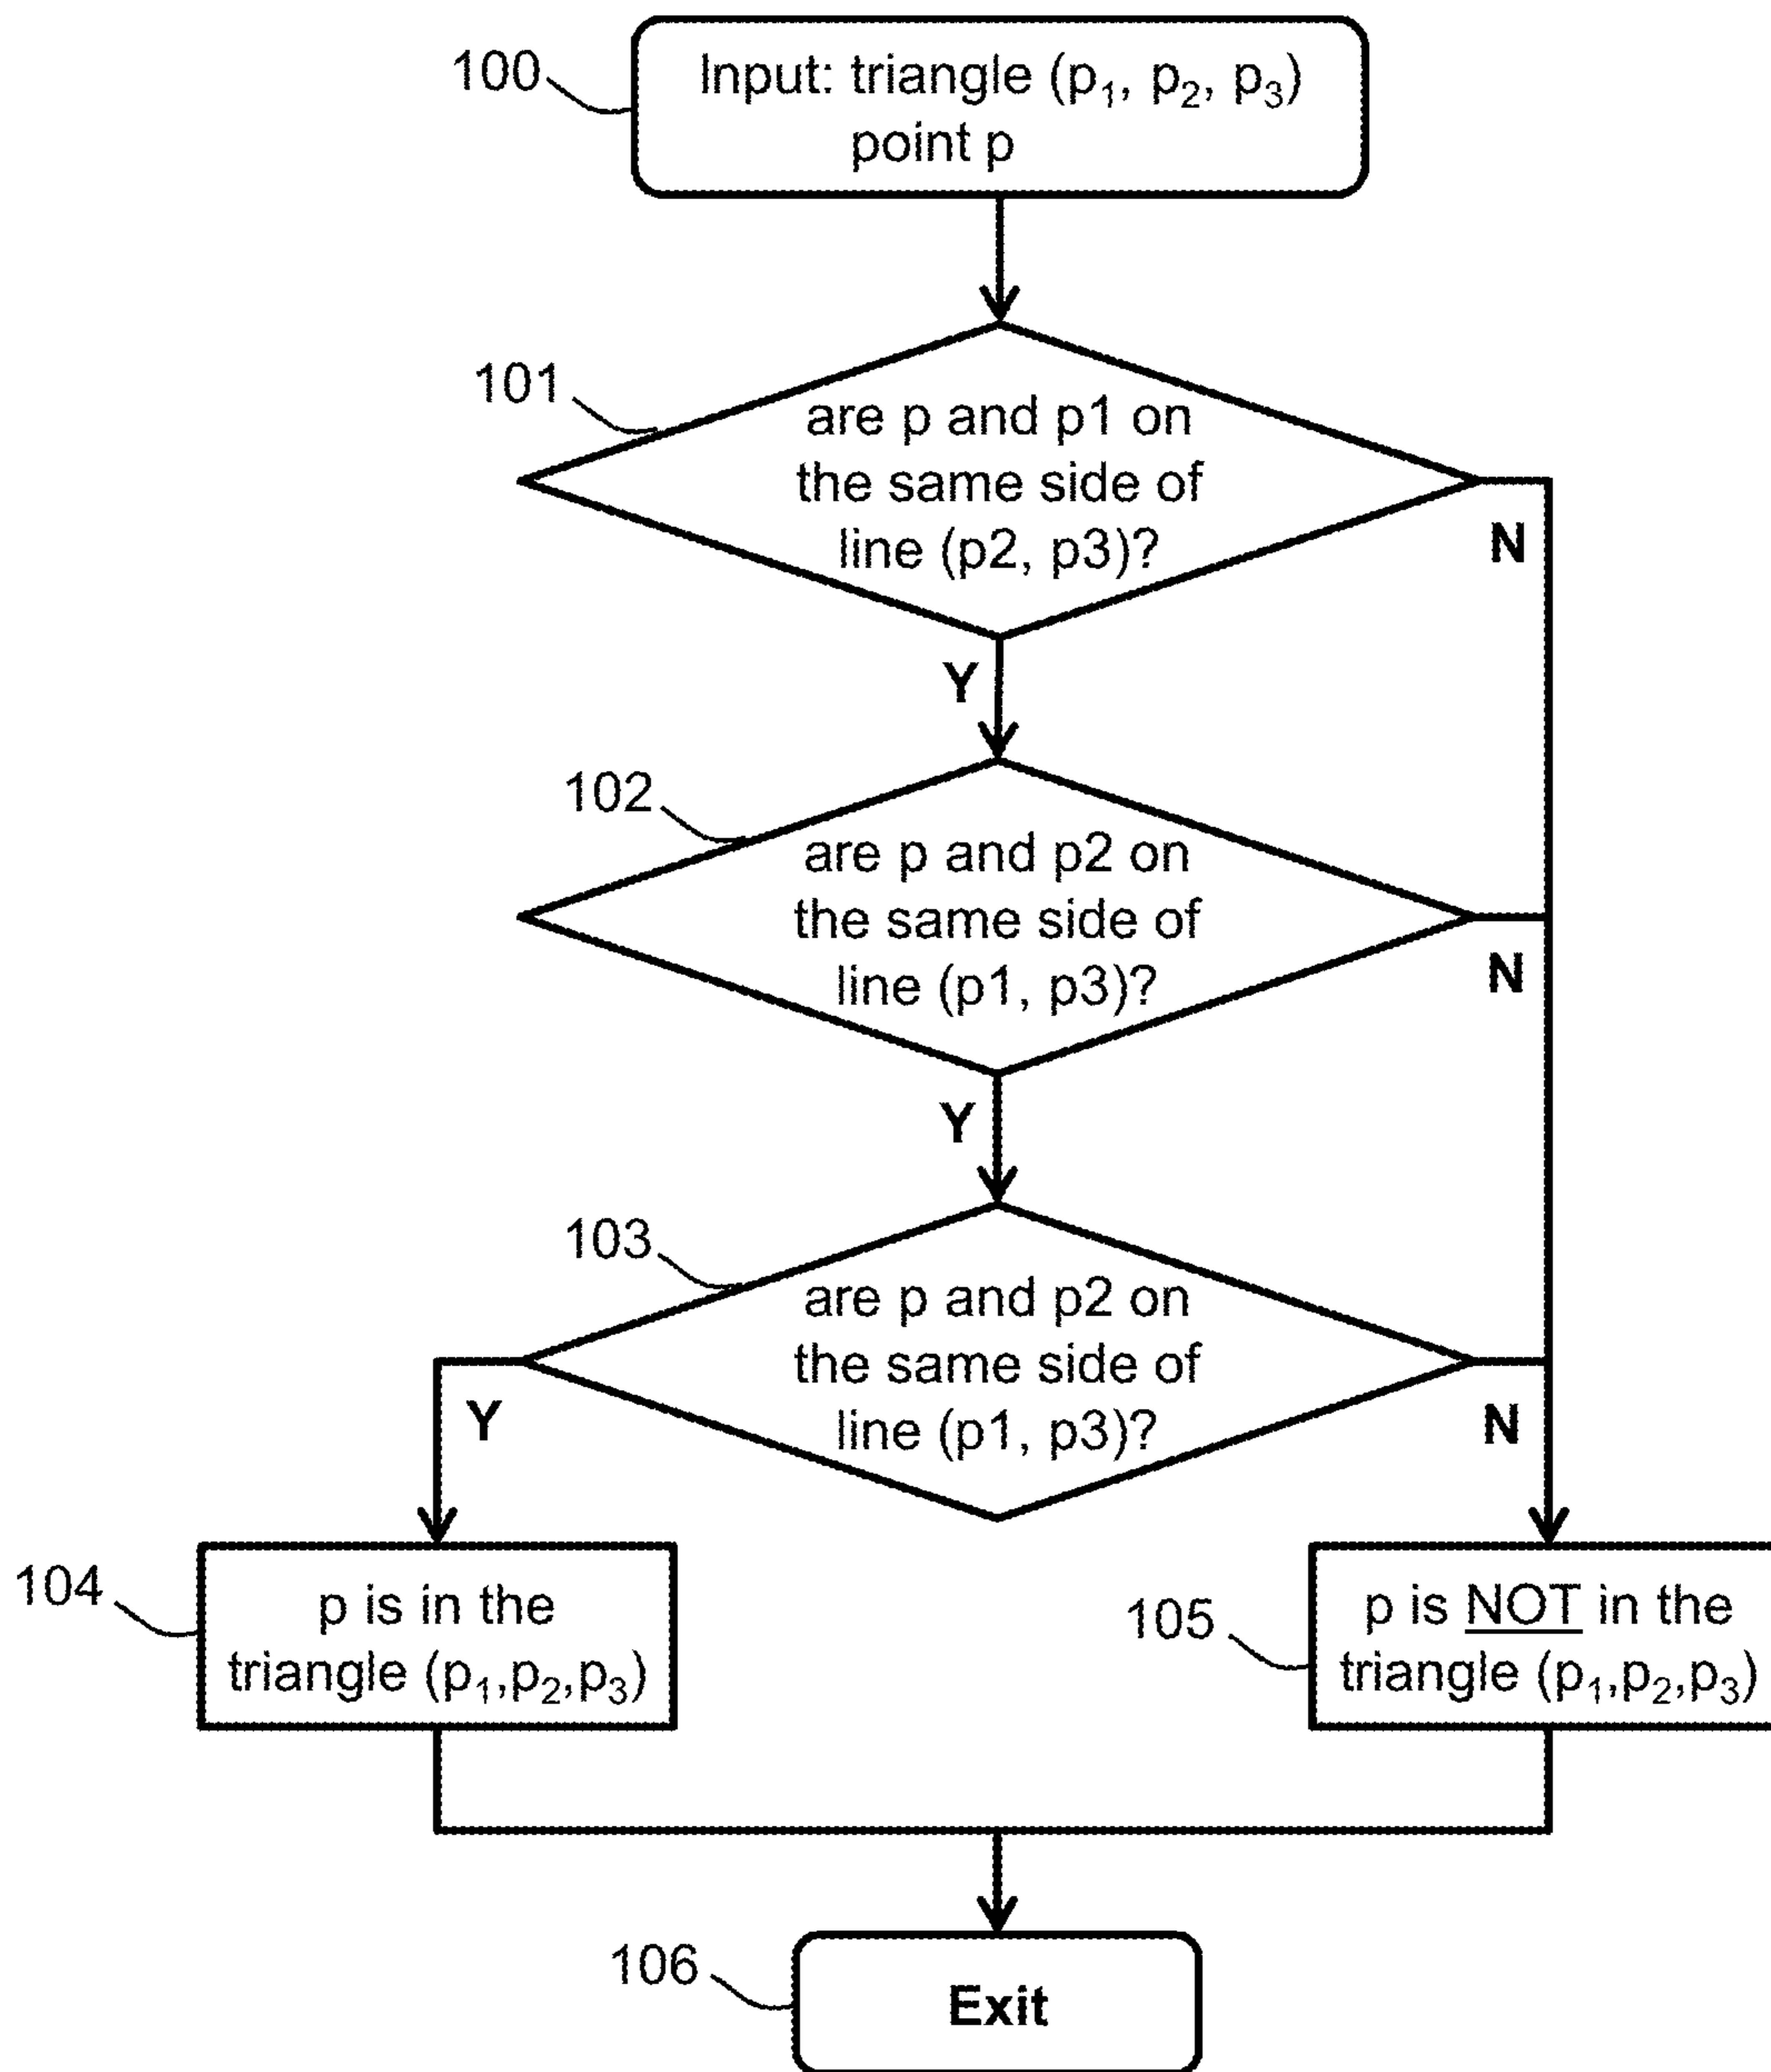 100
Input: triangle (p₁, p₂, p₃)
point p
101
are p and p1 on
the same side of
line (p2, p3)?
N
Y
102
are p and p2 on
the same side of
line (p1, p3)?
N
Y
103
are p and p2 on
the same side of
line (p1, p3)?
Y
N
104
p is in the
triangle (p₁,p₂,p₃)
105
p is NOT in the
triangle (p₁,p₂,p₃)
106
Exit